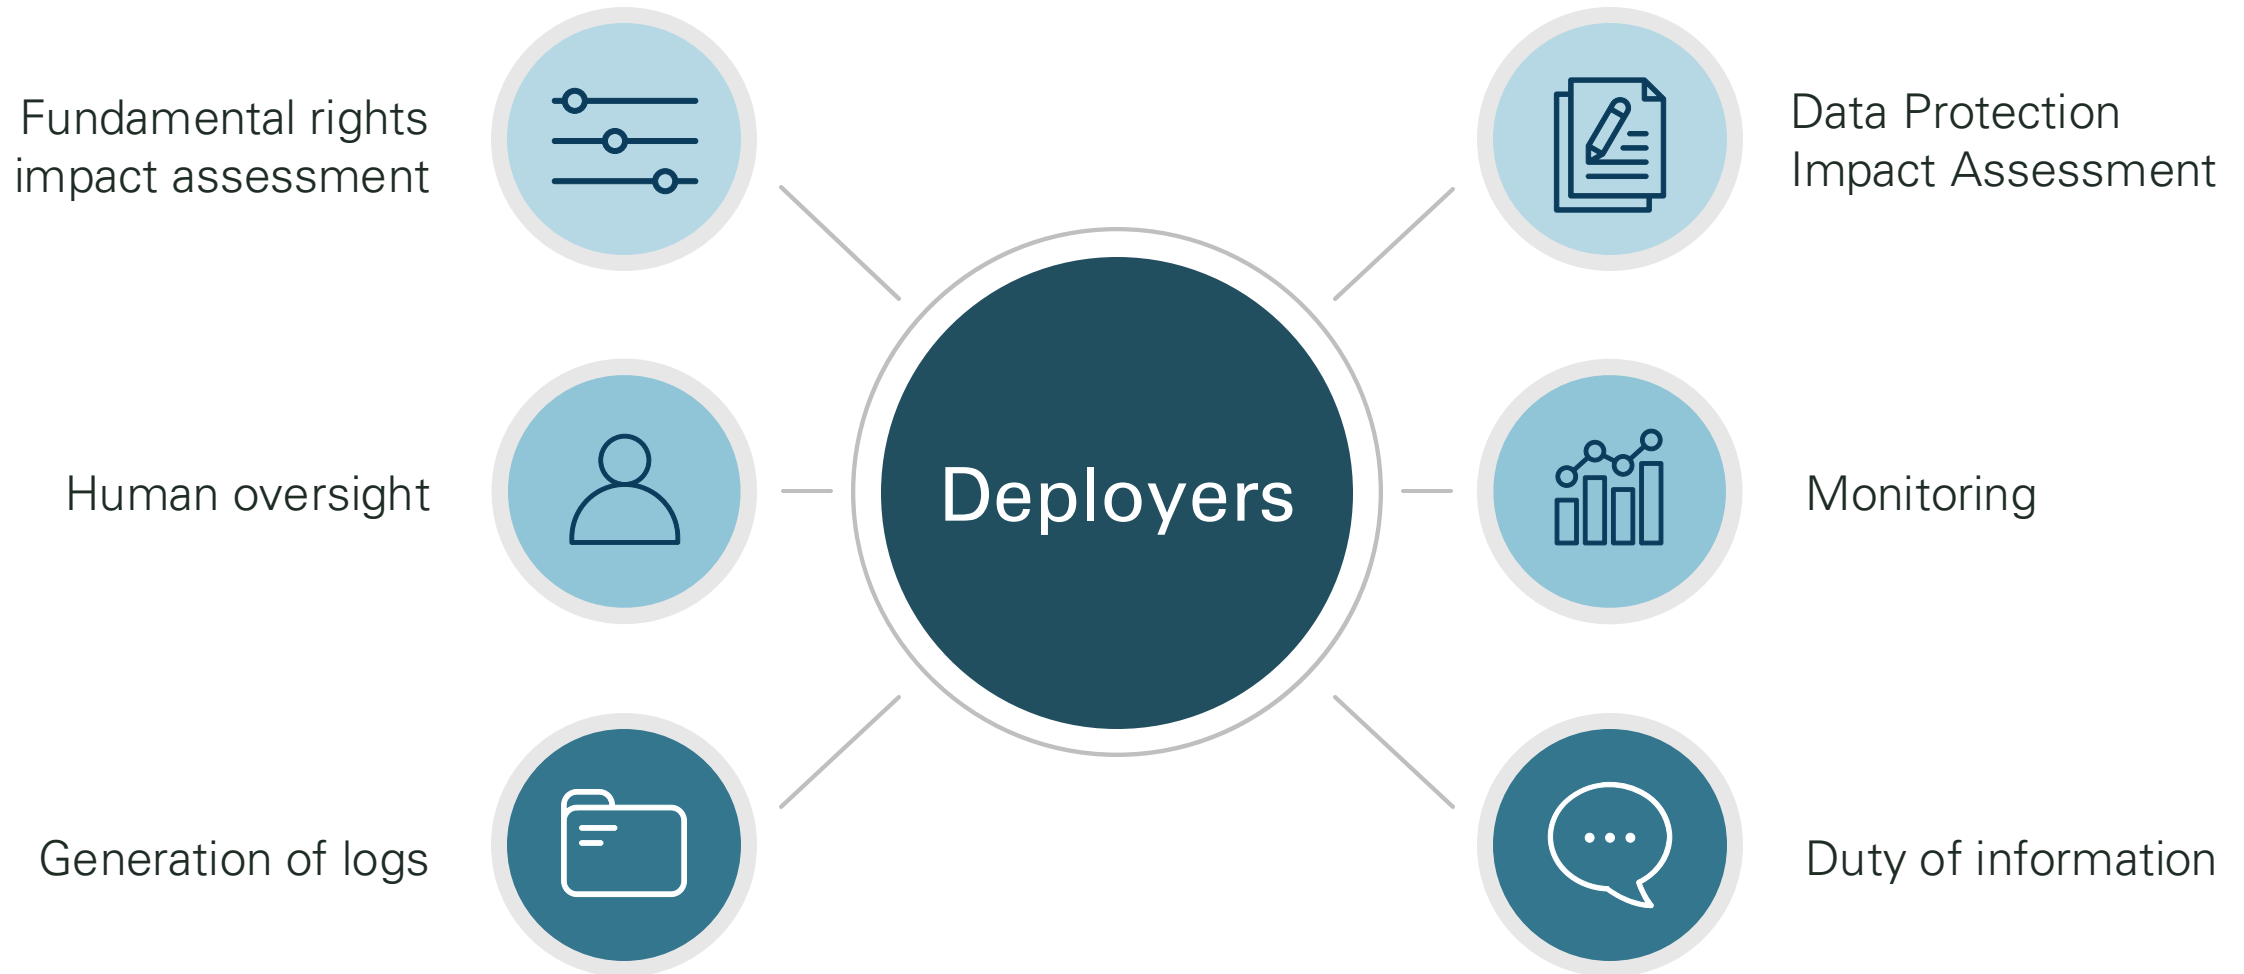 Fundamental rights
impact assessment
Data Protection
Impact Assessment
Human oversight
Deployers
Monitoring
Generation of logs
Duty of information